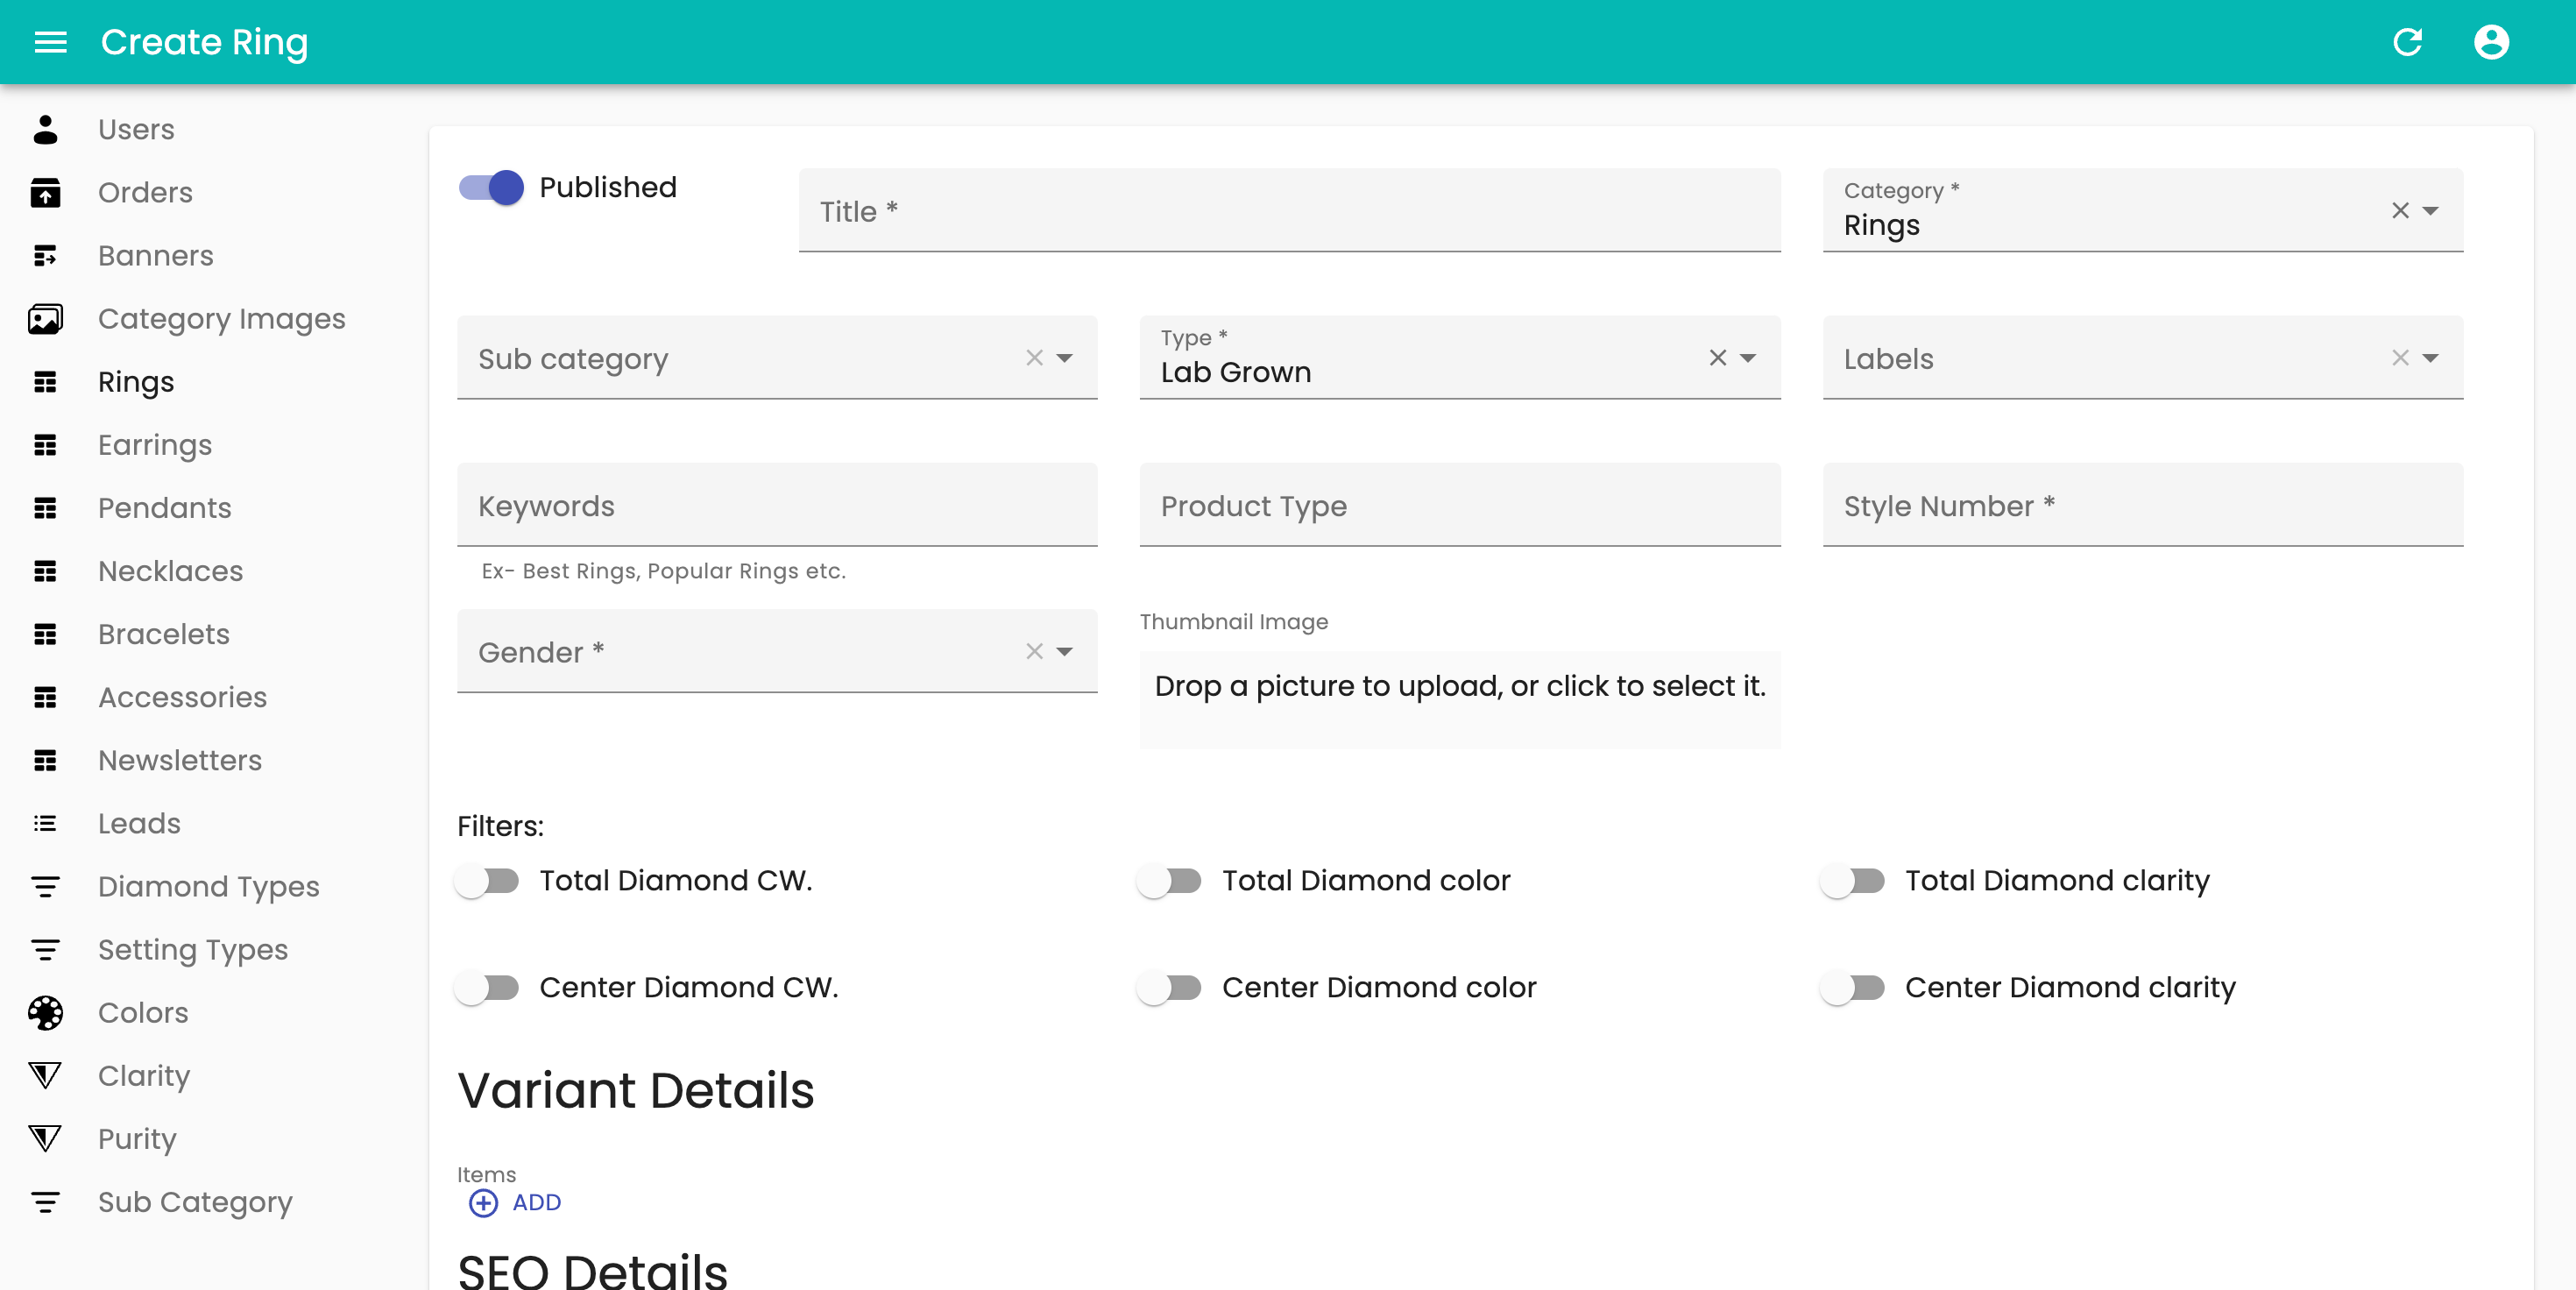 Create Ring
Users
Orders
Banners
Category Images
Rings
Earrings
Pendants
Necklaces
Bracelets
Accessories
Newsletters
Leads
Diamond Types
Setting Types
Colors
Clarity
Purity
Sub Category
Published
Title *
Category *
Rings
Sub category
Type *
Lab Grown
Labels
Keywords
Ex- Best Rings, Popular Rings etc.
Product Type
Style Number *
Gender *
Thumbnail Image
Drop a picture to upload, or click to select it.
Filters:
Total Diamond CW.
Total Diamond color
Total Diamond clarity
Center Diamond CW.
Center Diamond color
Center Diamond clarity
Variant Details
Items
ADD
SEO Details